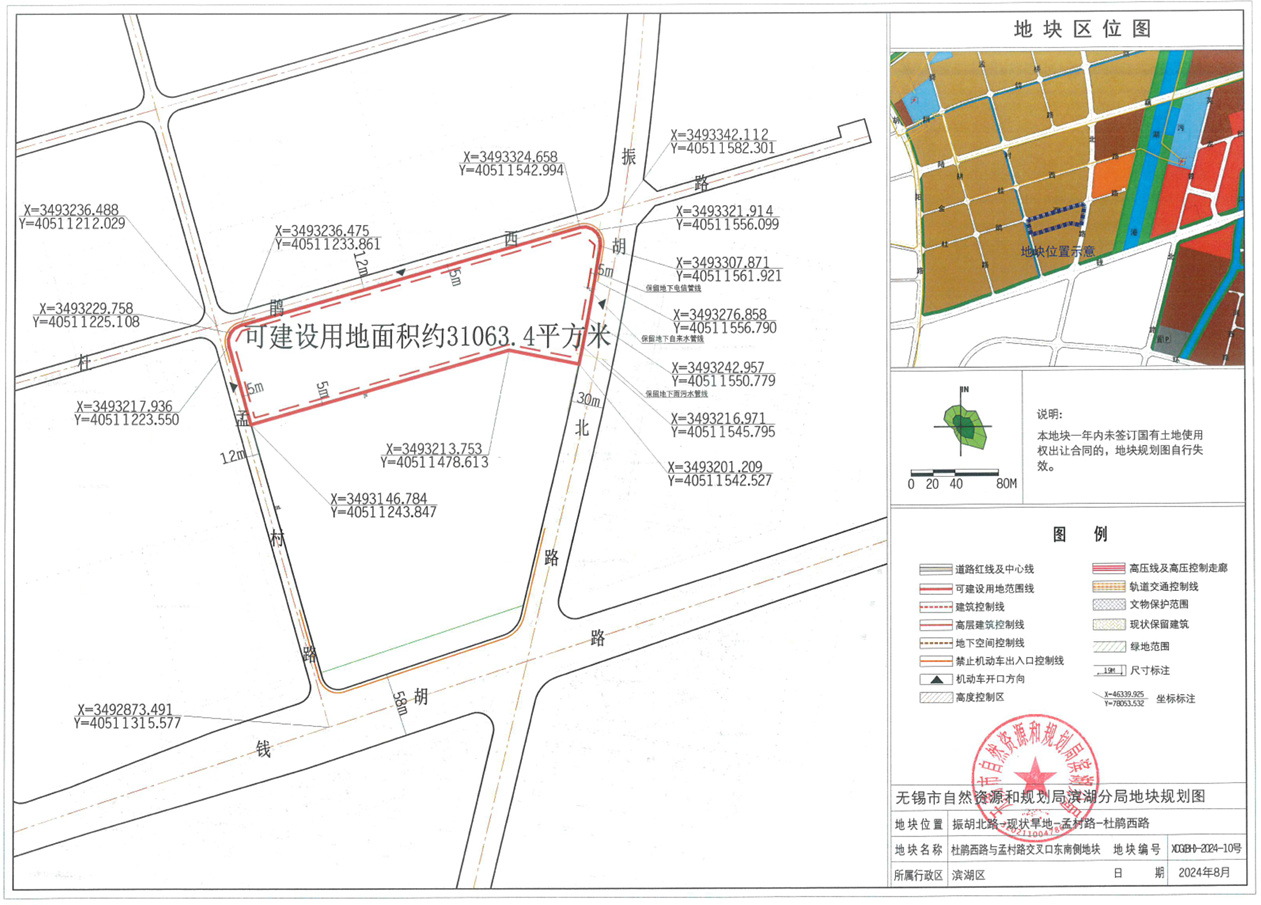 地块区位图
地块位置示意
X=3493342.112
Y=40511582.301
X=3493324.658
Y=40511542.994
振
路
X=3493236.488
Y=40511212.029
X=3493321.914
Y=40511556.099
X=3493236.475
Y=40511233.861
西
胡
12m
5m
5m
X=3493307.871
Y=40511561.921
保留地下电信管线
鹃
X=3493229.758
Y=40511225.108
X=3493276.858
Y=40511556.790
可建设用地面积约31063.4平方米
保留地下自来水管线
杜
X=3493242.957
Y=40511550.779
5m
5m
保留地下雨污水管线
30m
X=3493217.936
Y=40511223.550
孟
X=3493216.971
Y=40511545.795
北
12m
X=3493213.753
Y=40511478.613
X=3493201.209
Y=40511542.527
X=3493146.784
Y=40511243.847
村
路
路
路
胡
58m
X=3492873.491
Y=40511315.577
钱
N
0 20 40 80M
说明:
本地块一年内未签订国有土地使用
权出让合同的，地块规划图自行失
效。
图 例
道路红线及中心线
可建设用地范围线
建筑控制线
高层建筑控制线
地下空间控制线
禁止机动车出入口控制线
机动车开口方向
高度控制区
高压线及高压控制走廊
轨道交通控制线
文物保护范围
现状保留建筑
绿地范围
19M 尺寸标注
X=46339.925
Y=78053.532 坐标标注
无锡市自然资源和规划局滨湖分局地块规划图
地块位置 振胡北路-现状旱地-孟村路-杜鹃西路
地块名称 杜鹃西路与孟村路交叉口东南侧地块 地块编号 XDGBH-2024-10号
所属行政区 滨湖区 日 期 2024年8月